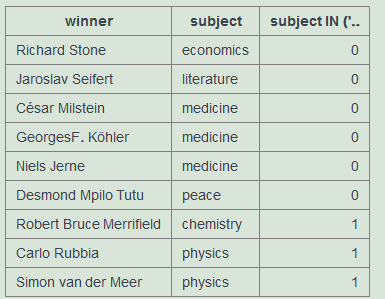 winner subject subject IN ('..
Richard Stone economics 0
Jaroslav Seifert literature 0
César Milstein medicine 0
GeorgesF. Köhler medicine 0
Niels Jerne medicine 0
Desmond Mpilo Tutu peace 0
Robert Bruce Merrifield chemistry 1
Carlo Rubbia physics 1
Simon van der Meer physics 1